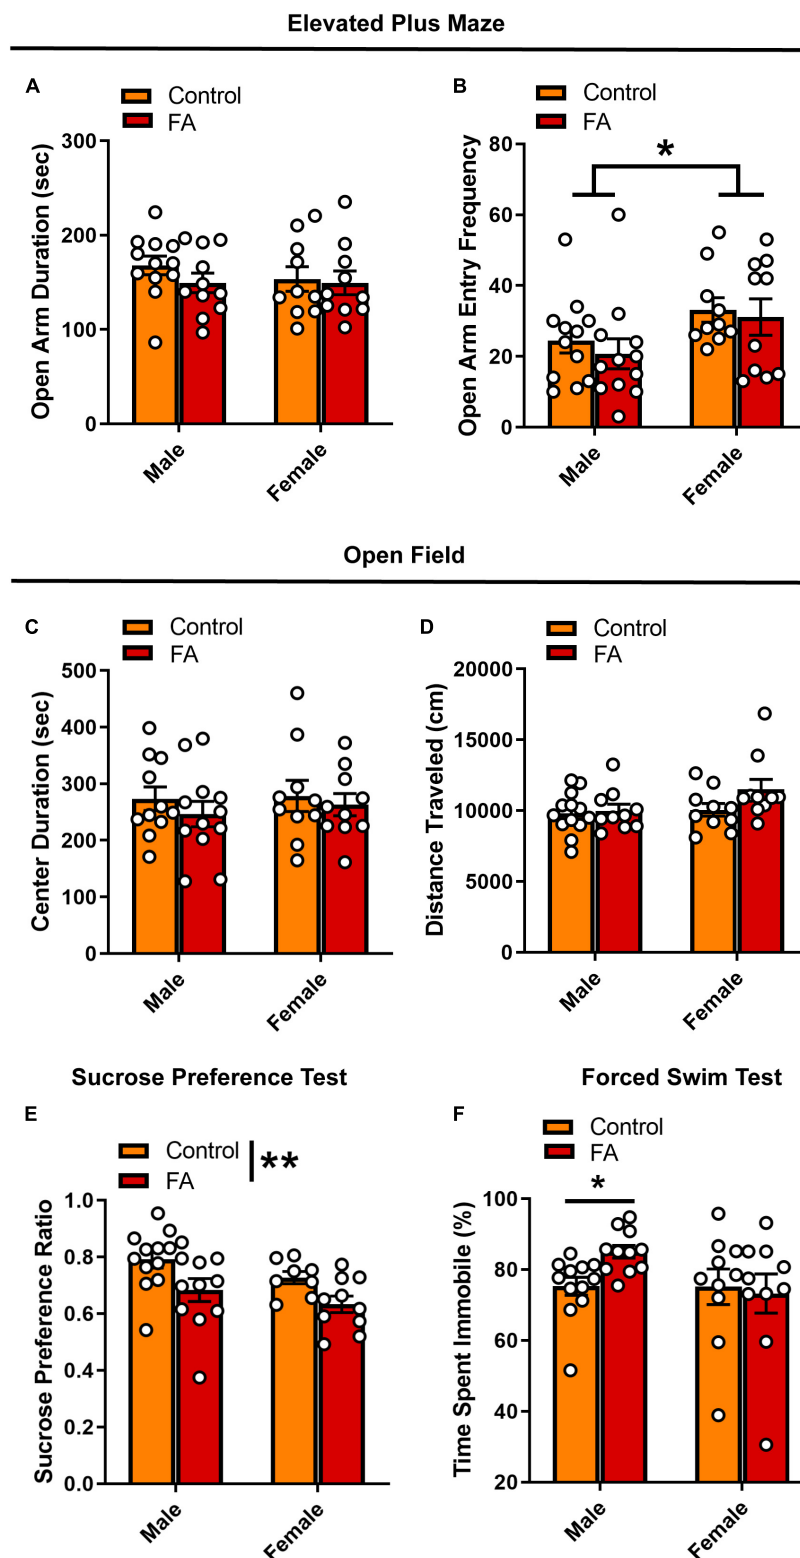 Elevated Plus Maze
A
Control
FA
Open Arm Duration (sec)
300
200
100
0
Male
Female
B
Control
FA
Open Arm Entry Frequency
80
60
40
20
0
*
Male
Female
Open Field
C
Control
FA
Center Duration (sec)
500
400
300
200
100
0
Male
Female
D
Control
FA
Distance Traveled (cm)
20000
15000
10000
5000
0
Male
Female
Sucrose Preference Test
E
Control
FA
**
Sucrose Preference Ratio
1.0
0.8
0.6
0.4
0.2
0.0
Male
Female
Forced Swim Test
F
Control
FA
*
Time Spent Immobile (%)
100
80
60
40
20
Male
Female